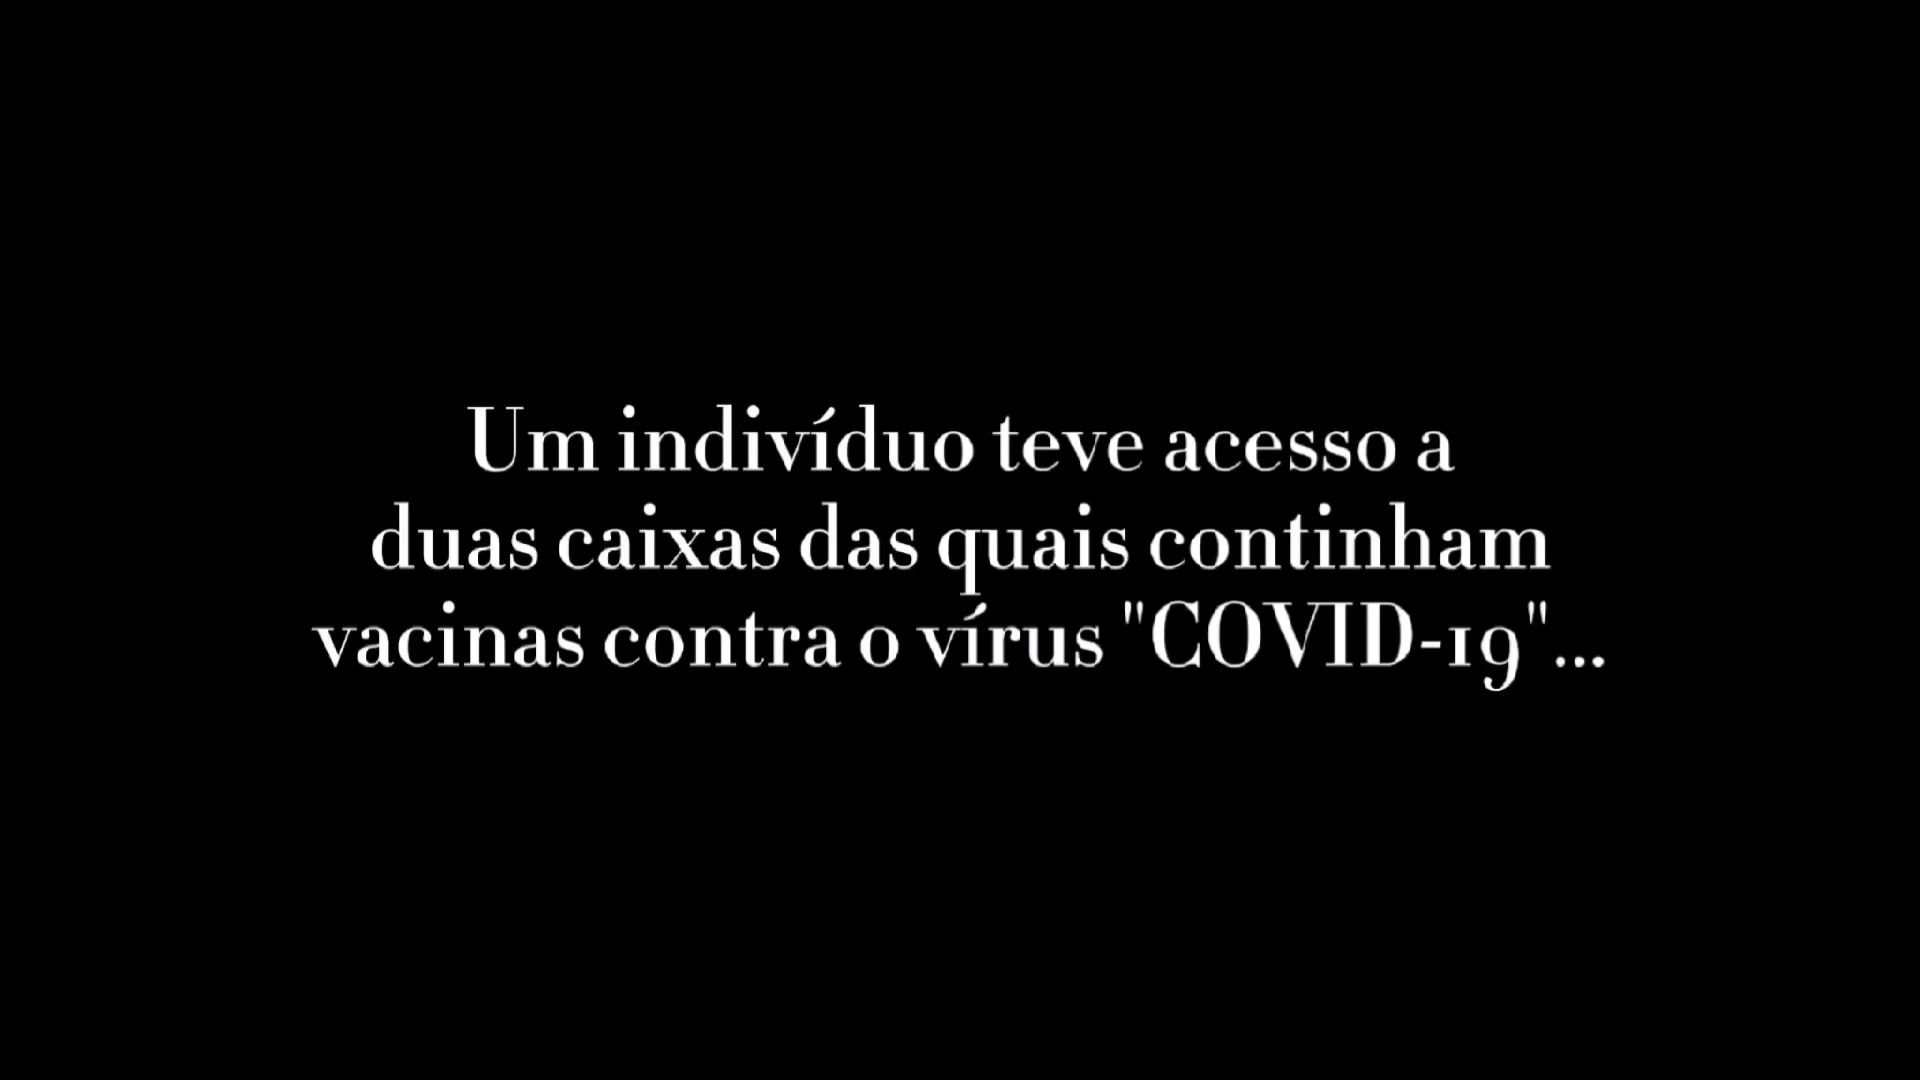 Um indivíduo teve acesso a
duas caixas das quais continham
vacinas contra o vírus "COVID-19"...